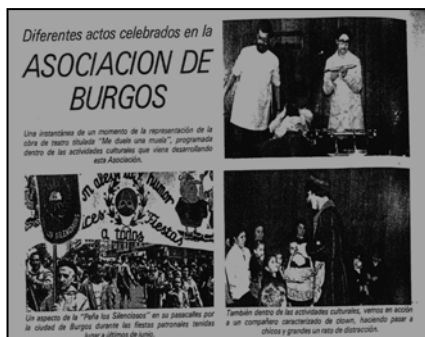 Diferentes actos celebrados en la
ASOCIACION DE
BURGOS
Una instantánea de un momento de la representación de la
obra de teatro titulada "Me duele una muela", programada
dentro de las actividades culturales que viene desarrollando
esta Asociación.
humor
Fiestas
a todos
Un aspecto de la "Peña los Silenciosos" en su pasacalles por
la ciudad de Burgos durante las fiestas patronales tenidas
lugar a últimos de junio.
También dentro de las actividades culturales, vemos en acción
a un compañero caracterizado de clown, haciendo pasar a
chicos y grandes un rato de distracción.